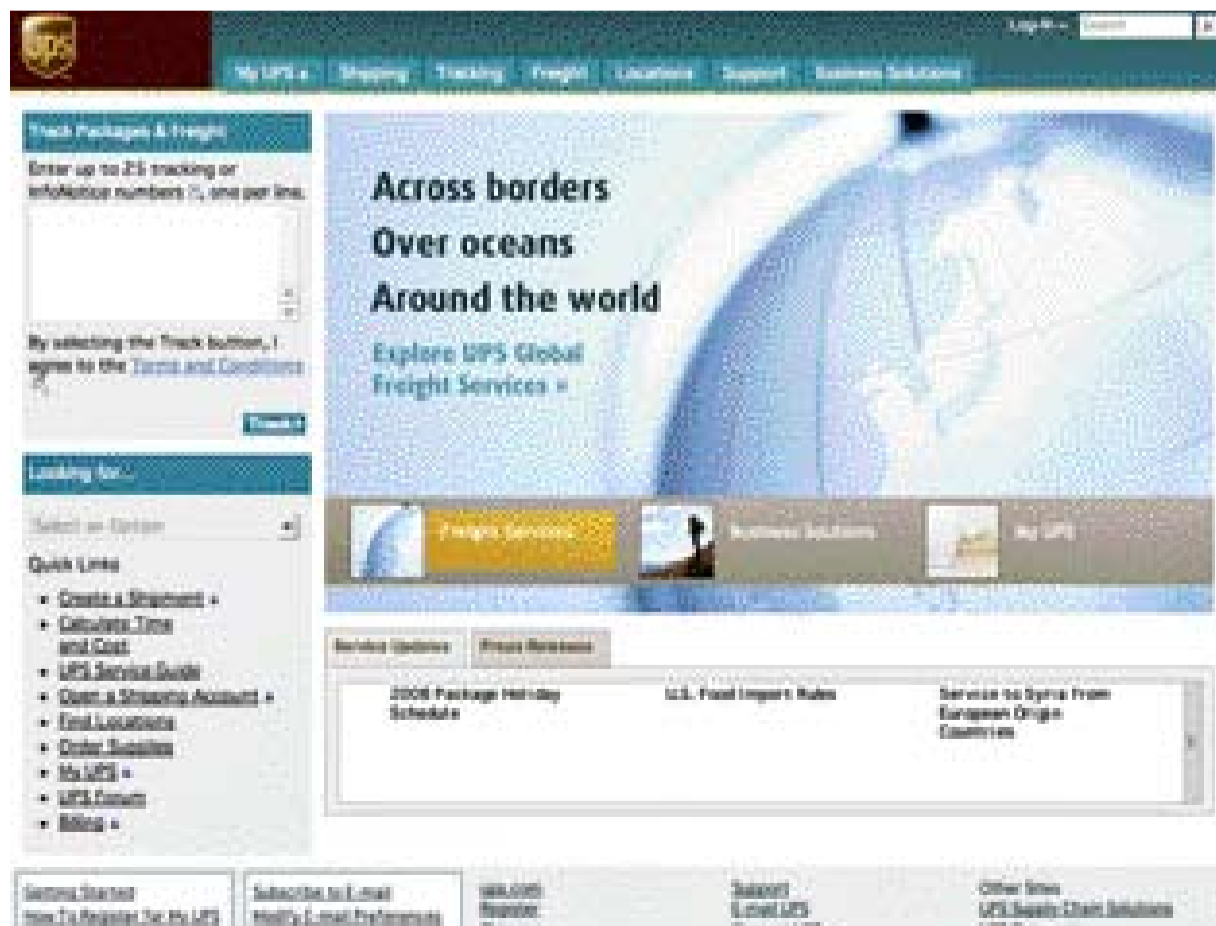 ups
Log-In » Search
My UPS » Shipping Tracking Freight Locations Support Business Solutions
Track Packages & Freight
Enter up to 25 tracking or
InfoNotice numbers, one per line.
By selecting the Track button, I
agree to the Terms and Conditions
Track »
Looking for...
Select an Option
Quick Links
Create a Shipment »
Calculate Time
and Cost
UPS Service Guide
Open a Shipping Account »
Find Locations
Order Supplies
My UPS »
UPS Forum
Billing »
Across borders
Over oceans
Around the world
Explore UPS Global
Freight Services »
Freight Services
Business Solutions
My UPS
Service Updates
Press Releases
2008 Package Holiday
Schedule
U.S. Food Import Rules
Service to Syria from
European Origin
Countries
Getting Started
How To Register for My UPS
Subscribe to E-mail
Modify E-mail Preferences
ups.com
Register
Support
E-mail UPS
Other Sites
UPS Supply Chain Solutions